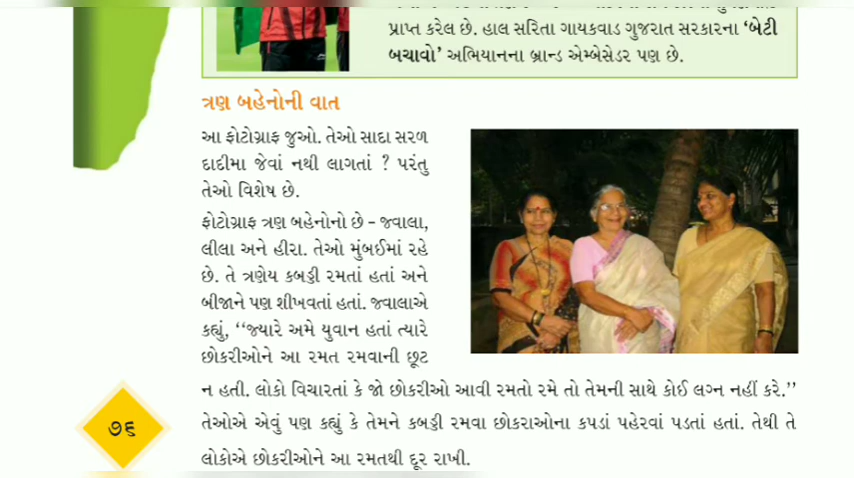 પ્રાપ્ત કરેલ છે. હાલ સરિતા ગાયકવાડ ગુજરાત સરકારના ‘બેટી
બચાવો’ અભિયાનના બ્રાન્ડ એમ્બેસેડર પણ છે.
ત્રણ બહેનોની વાત
આ ફોટોગ્રાફ જુઓ. તેઓ સાદા સરળ
દાદીમા જેવાં નથી લાગતાં ? પરંતુ
તેઓ વિશેષ છે.
ફોટોગ્રાફ ત્રણ બહેનોનો છે - જ્વાલા,
લીલા અને હીરા. તેઓ મુંબઈમાં રહે
છે. તે ત્રણેય કબડ્ડી રમતાં હતાં અને
બીજાને પણ શીખવતાં હતાં. જ્વાલાએ
કહ્યું, ‘‘જ્યારે અમે યુવાન હતાં ત્યારે
છોકરીઓને આ રમત રમવાની છૂટ
ન હતી. લોકો વિચારતાં કે જો છોકરીઓ આવી રમતો રમે તો તેમની સાથે કોઈ લગ્ન નહીં કરે.’’
તેઓએ એવું પણ કહ્યું કે તેમને કબડ્ડી રમવા છોકરાઓના કપડાં પહેરવાં પડતાં હતાં. તેથી તે
લોકોએ છોકરીઓને આ રમતથી દૂર રાખી.
૭૬